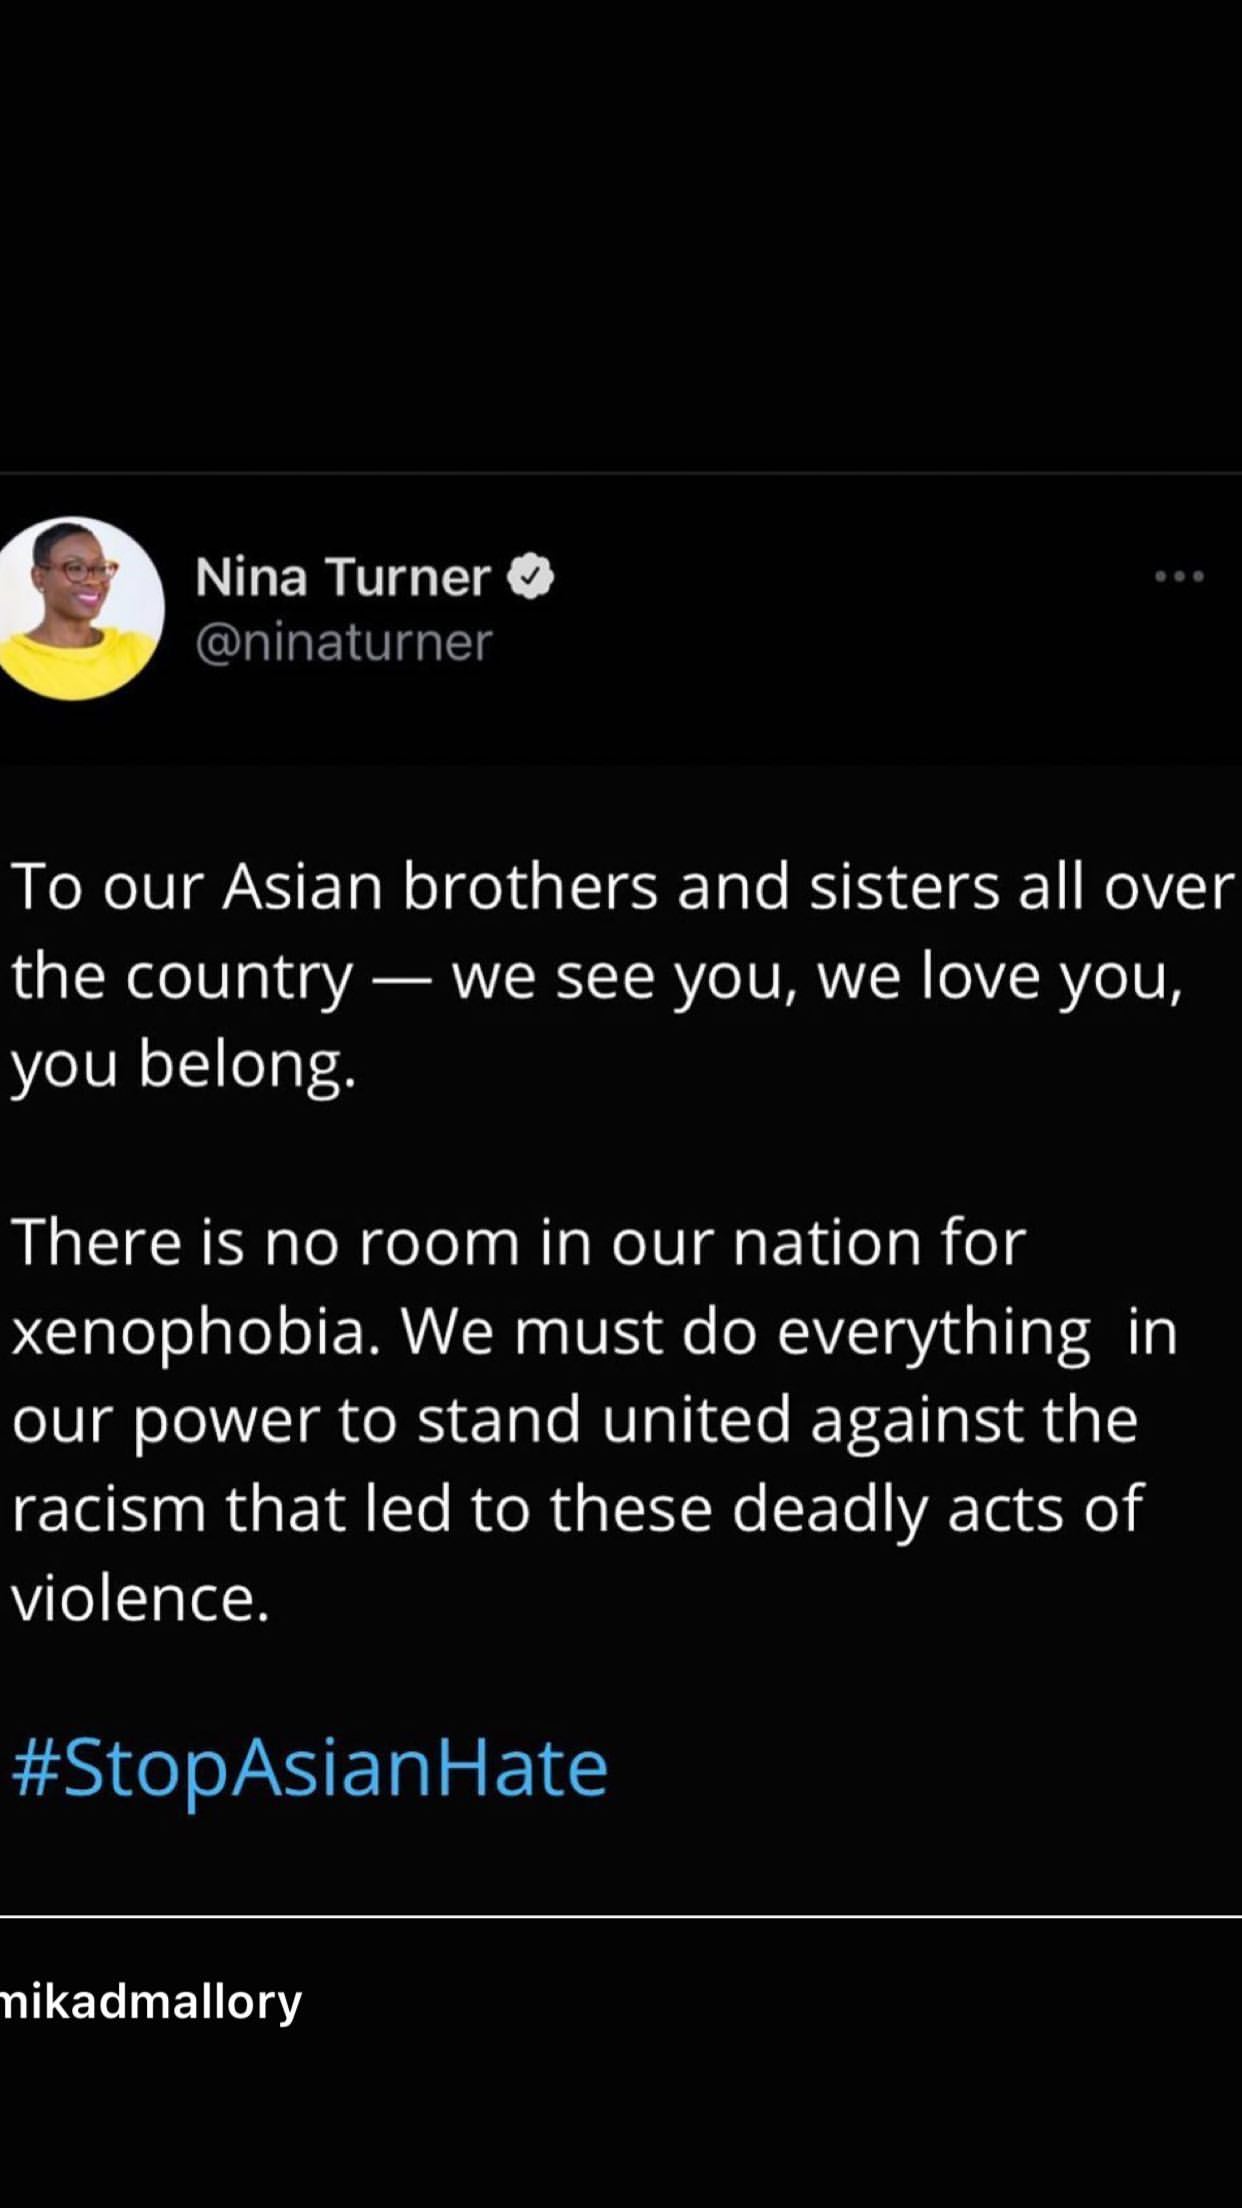 Nina Turner
@ninaturner
To our Asian brothers and sisters all over
the country — we see you, we love you,
you belong.
There is no room in our nation for
xenophobia. We must do everything  in
our power to stand united against the
racism that led to these deadly acts of
violence.
#StopAsianHate
mikadmallory